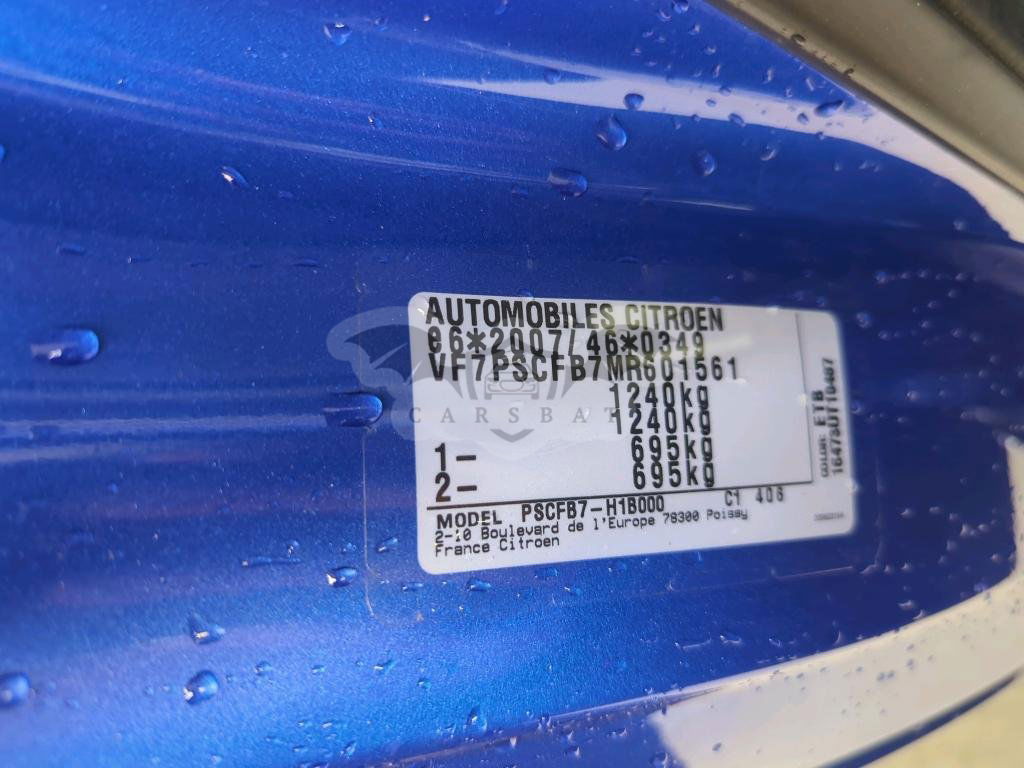 AUTOMOBILES CITROEN
e6*2007/46*0349
VF7PSCFB7MR601561
1240kg
1240kg
1- 695kg
2- 695kg
MODEL PSCFB7-H1B000 C1 408
2-10 Boulevard de l'Europe 78300 Poissy
France Citroen
COLOR: ETB
CARSBAT